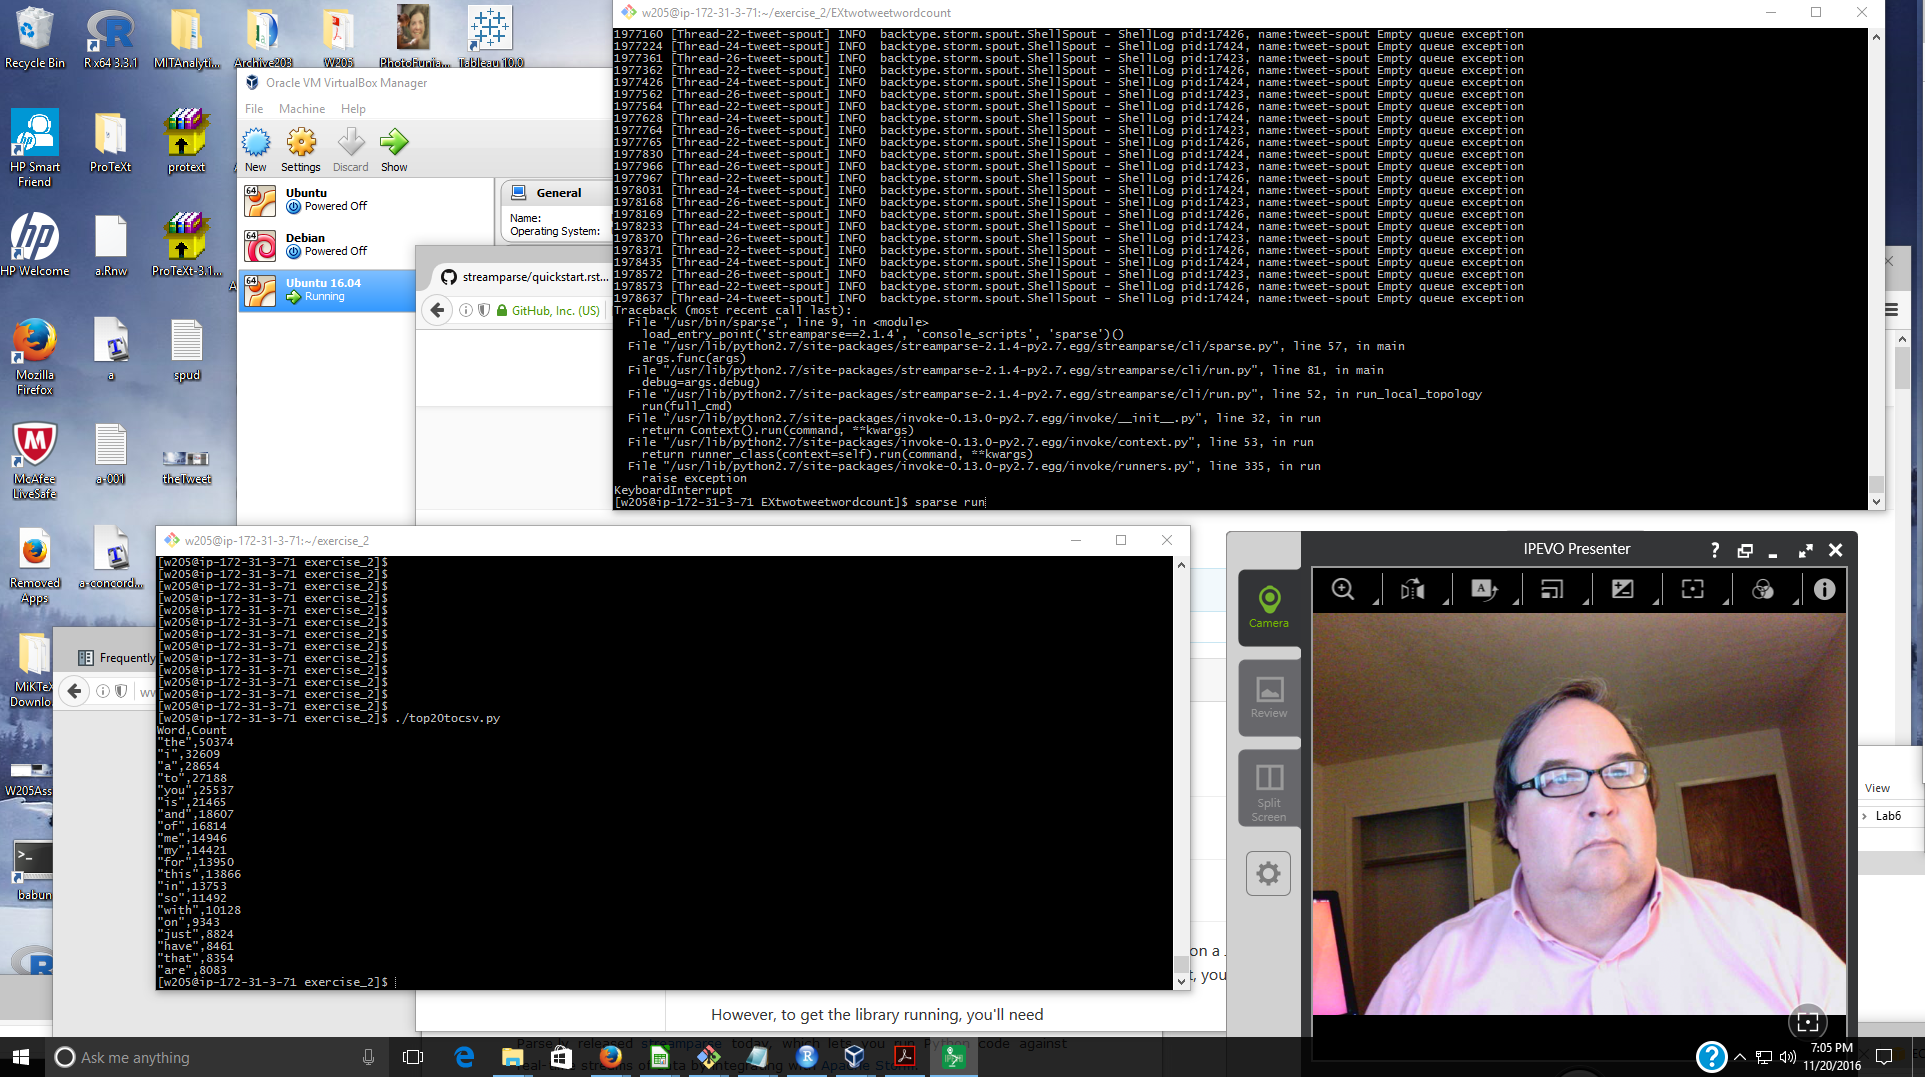 Recycle Bin
R x64 3.3.1
MITAnalyti...
Archive203
W205
PhotoFunia...
Tableau 10.0
HP Smart
Friend
ProTeXt
protext
HP Welcome
a.Rnw
ProTeXt-3.1...
Mozilla
Firefox
a
spud
McAfee
LiveSafe
a-001
theTweet
Removed
Apps
a-concord...
MiKTeX
Downlo
W205Ass
babun
Oracle VM VirtualBox Manager
File Machine Help
New Settings Discard Show
Ubuntu
Powered Off
Debian
Powered Off
Ubuntu 16.04
Running
General
Name:
Operating System:
streamparse/quickstart.rst...
GitHub, Inc. (US)
w205@ip-172-31-3-71:~/exercise_2/EXtwotweetwordcount
1977160 [Thread-22-tweet-spout] INFO  backtype.storm.spout.ShellSpout - ShellLog pid:17426, name:tweet-spout Empty queue exception
1977224 [Thread-24-tweet-spout] INFO  backtype.storm.spout.ShellSpout - ShellLog pid:17424, name:tweet-spout Empty queue exception
1977361 [Thread-26-tweet-spout] INFO  backtype.storm.spout.ShellSpout - ShellLog pid:17423, name:tweet-spout Empty queue exception
1977362 [Thread-22-tweet-spout] INFO  backtype.storm.spout.ShellSpout - ShellLog pid:17426, name:tweet-spout Empty queue exception
1977426 [Thread-24-tweet-spout] INFO  backtype.storm.spout.ShellSpout - ShellLog pid:17424, name:tweet-spout Empty queue exception
1977562 [Thread-26-tweet-spout] INFO  backtype.storm.spout.ShellSpout - ShellLog pid:17423, name:tweet-spout Empty queue exception
1977564 [Thread-22-tweet-spout] INFO  backtype.storm.spout.ShellSpout - ShellLog pid:17426, name:tweet-spout Empty queue exception
1977628 [Thread-24-tweet-spout] INFO  backtype.storm.spout.ShellSpout - ShellLog pid:17424, name:tweet-spout Empty queue exception
1977764 [Thread-26-tweet-spout] INFO  backtype.storm.spout.ShellSpout - ShellLog pid:17423, name:tweet-spout Empty queue exception
1977765 [Thread-22-tweet-spout] INFO  backtype.storm.spout.ShellSpout - ShellLog pid:17426, name:tweet-spout Empty queue exception
1977830 [Thread-24-tweet-spout] INFO  backtype.storm.spout.ShellSpout - ShellLog pid:17424, name:tweet-spout Empty queue exception
1977966 [Thread-26-tweet-spout] INFO  backtype.storm.spout.ShellSpout - ShellLog pid:17423, name:tweet-spout Empty queue exception
1977967 [Thread-22-tweet-spout] INFO  backtype.storm.spout.ShellSpout - ShellLog pid:17426, name:tweet-spout Empty queue exception
1978031 [Thread-24-tweet-spout] INFO  backtype.storm.spout.ShellSpout - ShellLog pid:17424, name:tweet-spout Empty queue exception
1978168 [Thread-26-tweet-spout] INFO  backtype.storm.spout.ShellSpout - ShellLog pid:17423, name:tweet-spout Empty queue exception
1978169 [Thread-22-tweet-spout] INFO  backtype.storm.spout.ShellSpout - ShellLog pid:17426, name:tweet-spout Empty queue exception
1978233 [Thread-24-tweet-spout] INFO  backtype.storm.spout.ShellSpout - ShellLog pid:17424, name:tweet-spout Empty queue exception
1978370 [Thread-26-tweet-spout] INFO  backtype.storm.spout.ShellSpout - ShellLog pid:17423, name:tweet-spout Empty queue exception
1978371 [Thread-22-tweet-spout] INFO  backtype.storm.spout.ShellSpout - ShellLog pid:17426, name:tweet-spout Empty queue exception
1978435 [Thread-24-tweet-spout] INFO  backtype.storm.spout.ShellSpout - ShellLog pid:17424, name:tweet-spout Empty queue exception
1978572 [Thread-26-tweet-spout] INFO  backtype.storm.spout.ShellSpout - ShellLog pid:17423, name:tweet-spout Empty queue exception
1978573 [Thread-22-tweet-spout] INFO  backtype.storm.spout.ShellSpout - ShellLog pid:17426, name:tweet-spout Empty queue exception
1978637 [Thread-24-tweet-spout] INFO  backtype.storm.spout.ShellSpout - ShellLog pid:17424, name:tweet-spout Empty queue exception
Traceback (most recent call last):
File "/usr/bin/sparse", line 9, in <module>
load_entry_point('streamparse==2.1.4', 'console_scripts', 'sparse')()
File "/usr/lib/python2.7/site-packages/streamparse-2.1.4-py2.7.egg/streamparse/cli/sparse.py", line 57, in main
args.func(args)
File "/usr/lib/python2.7/site-packages/streamparse-2.1.4-py2.7.egg/streamparse/cli/run.py", line 81, in main
debug=args.debug)
File "/usr/lib/python2.7/site-packages/streamparse-2.1.4-py2.7.egg/streamparse/cli/run.py", line 52, in run_local_topology
run(full_cmd)
File "/usr/lib/python2.7/site-packages/invoke-0.13.0-py2.7.egg/invoke/__init__.py", line 32, in run
return Context().run(command, **kwargs)
File "/usr/lib/python2.7/site-packages/invoke-0.13.0-py2.7.egg/invoke/context.py", line 53, in run
return runner_class(context=self).run(command, **kwargs)
File "/usr/lib/python2.7/site-packages/invoke-0.13.0-py2.7.egg/invoke/runners.py", line 335, in run
raise exception
KeyboardInterrupt
[w205@ip-172-31-3-71 EXtwotweetwordcount]$ sparse run
w205@ip-172-31-3-71:~/exercise_2
[w205@ip-172-31-3-71 exercise_2]$
[w205@ip-172-31-3-71 exercise_2]$
[w205@ip-172-31-3-71 exercise_2]$
[w205@ip-172-31-3-71 exercise_2]$
[w205@ip-172-31-3-71 exercise_2]$
[w205@ip-172-31-3-71 exercise_2]$
[w205@ip-172-31-3-71 exercise_2]$
[w205@ip-172-31-3-71 exercise_2]$
[w205@ip-172-31-3-71 exercise_2]$
[w205@ip-172-31-3-71 exercise_2]$
[w205@ip-172-31-3-71 exercise_2]$
[w205@ip-172-31-3-71 exercise_2]$
[w205@ip-172-31-3-71 exercise_2]$
[w205@ip-172-31-3-71 exercise_2]$ ./top20tocsv.py
Word,Count
"the",50374
"i",32609
"a",28654
"to",27188
"you",25537
"is",21465
"and",18607
"of",16814
"me",14946
"my",14421
"for",13950
"this",13866
"in",13753
"so",11492
"with",10128
"on",9343
"just",8824
"have",8461
"that",8354
"are",8083
[w205@ip-172-31-3-71 exercise_2]$
Frequently
ww
on a
t, you
However, to get the library running, you'll need
IPEVO Presenter
Camera
Review
Split
Screen
View
Lab6
Parse.ly released streamparse today, which lets you run Python code against
real-time streams of data by integrating with Apache Storm.
Ask me anything
7:05 PM
11/20/2016